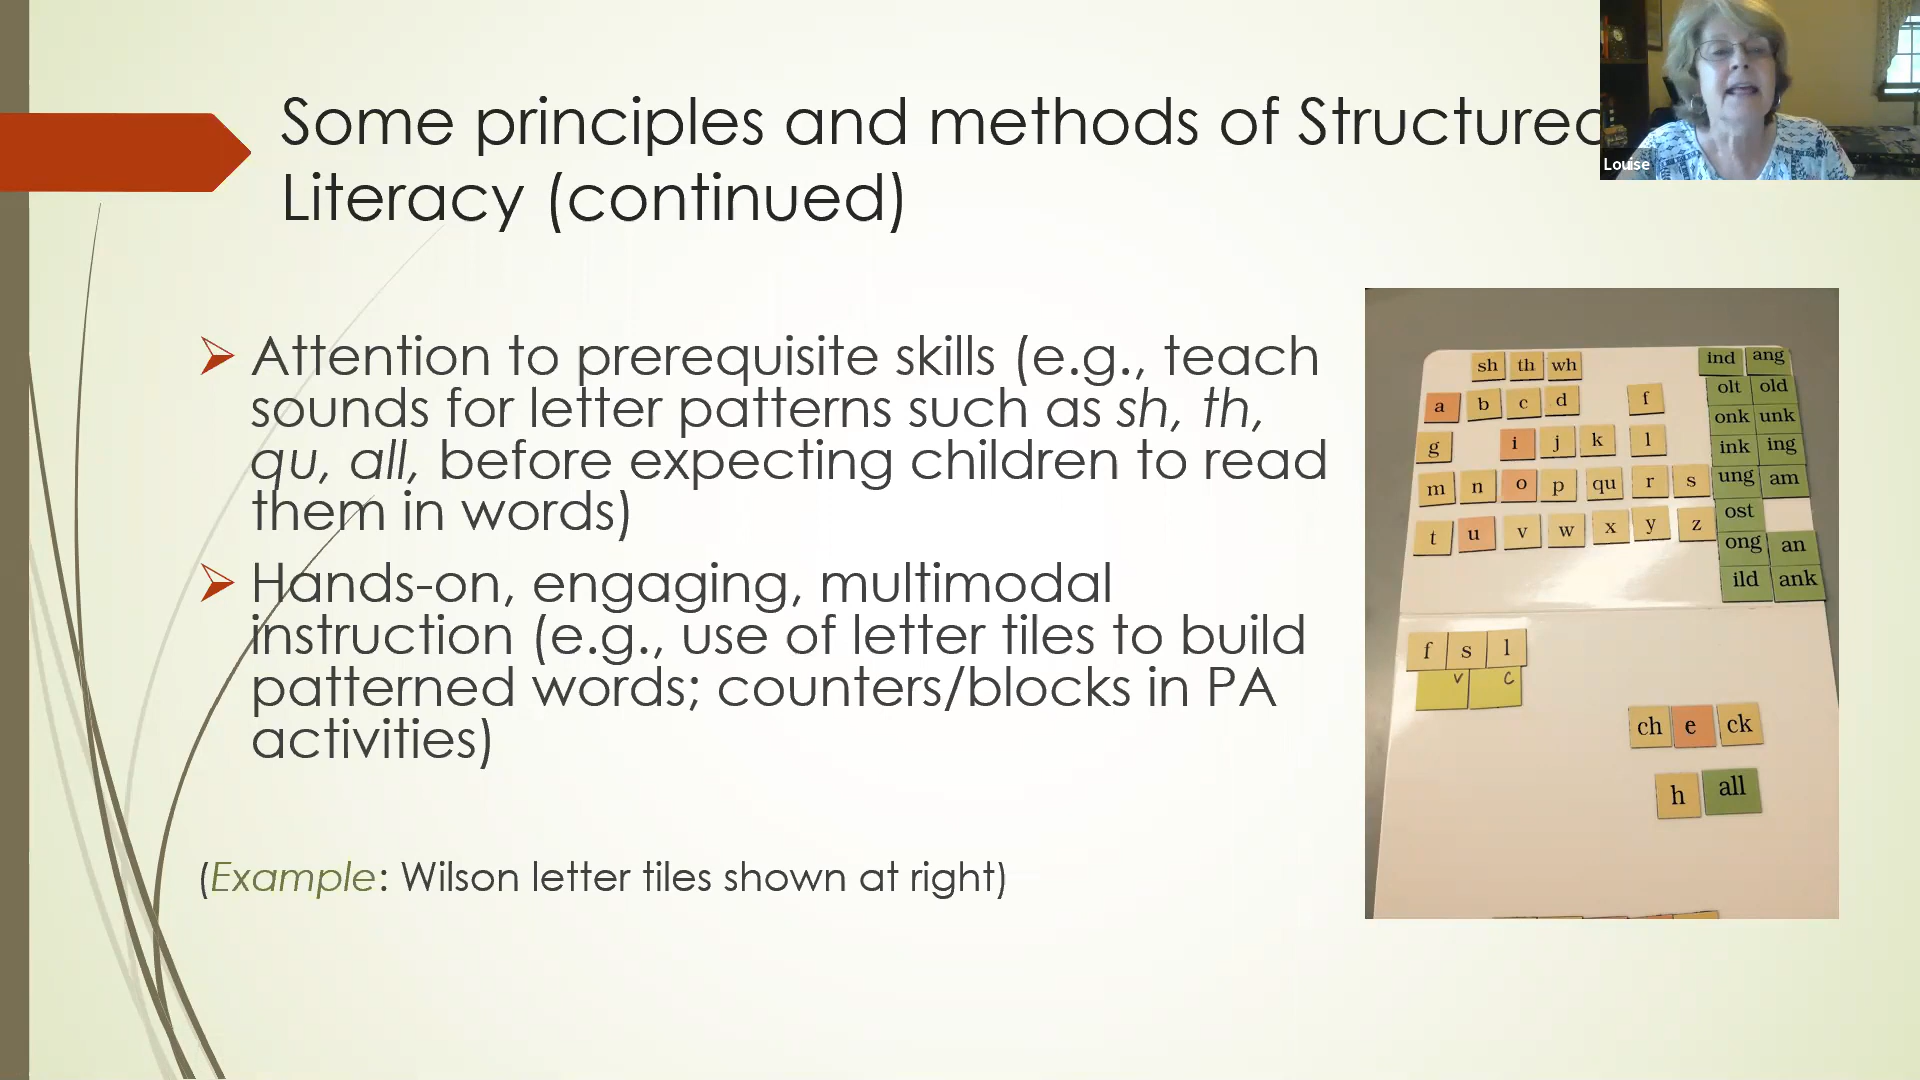 Some principles and methods of Structured
Literacy (continued)
Louise
Attention to prerequisite skills (e.g., teach
sounds for letter patterns such as sh, th,
qu, all, before expecting children to read
them in words)
Hands-on, engaging, multimodal
instruction (e.g., use of letter tiles to build
patterned words; counters/blocks in PA
activities)
(Example: Wilson letter tiles shown at right)
sh th wh ind ang
a b c d f olt old
onk unk
g i j k l ink ing
m n o p qu r s ung am
ost
t u v w x y z ong an
ild ank
f s l
v c
ch e ck
h all